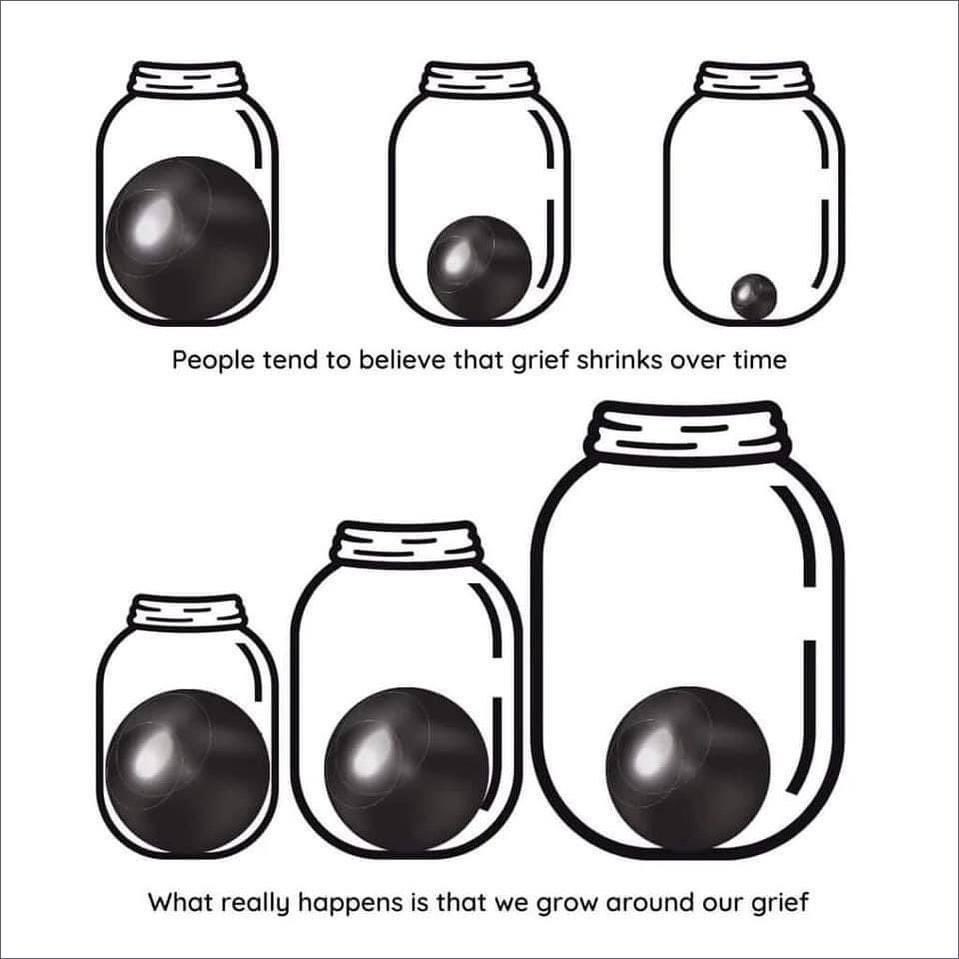 People tend to believe that grief shrinks over time
What really happens is that we grow around our grief